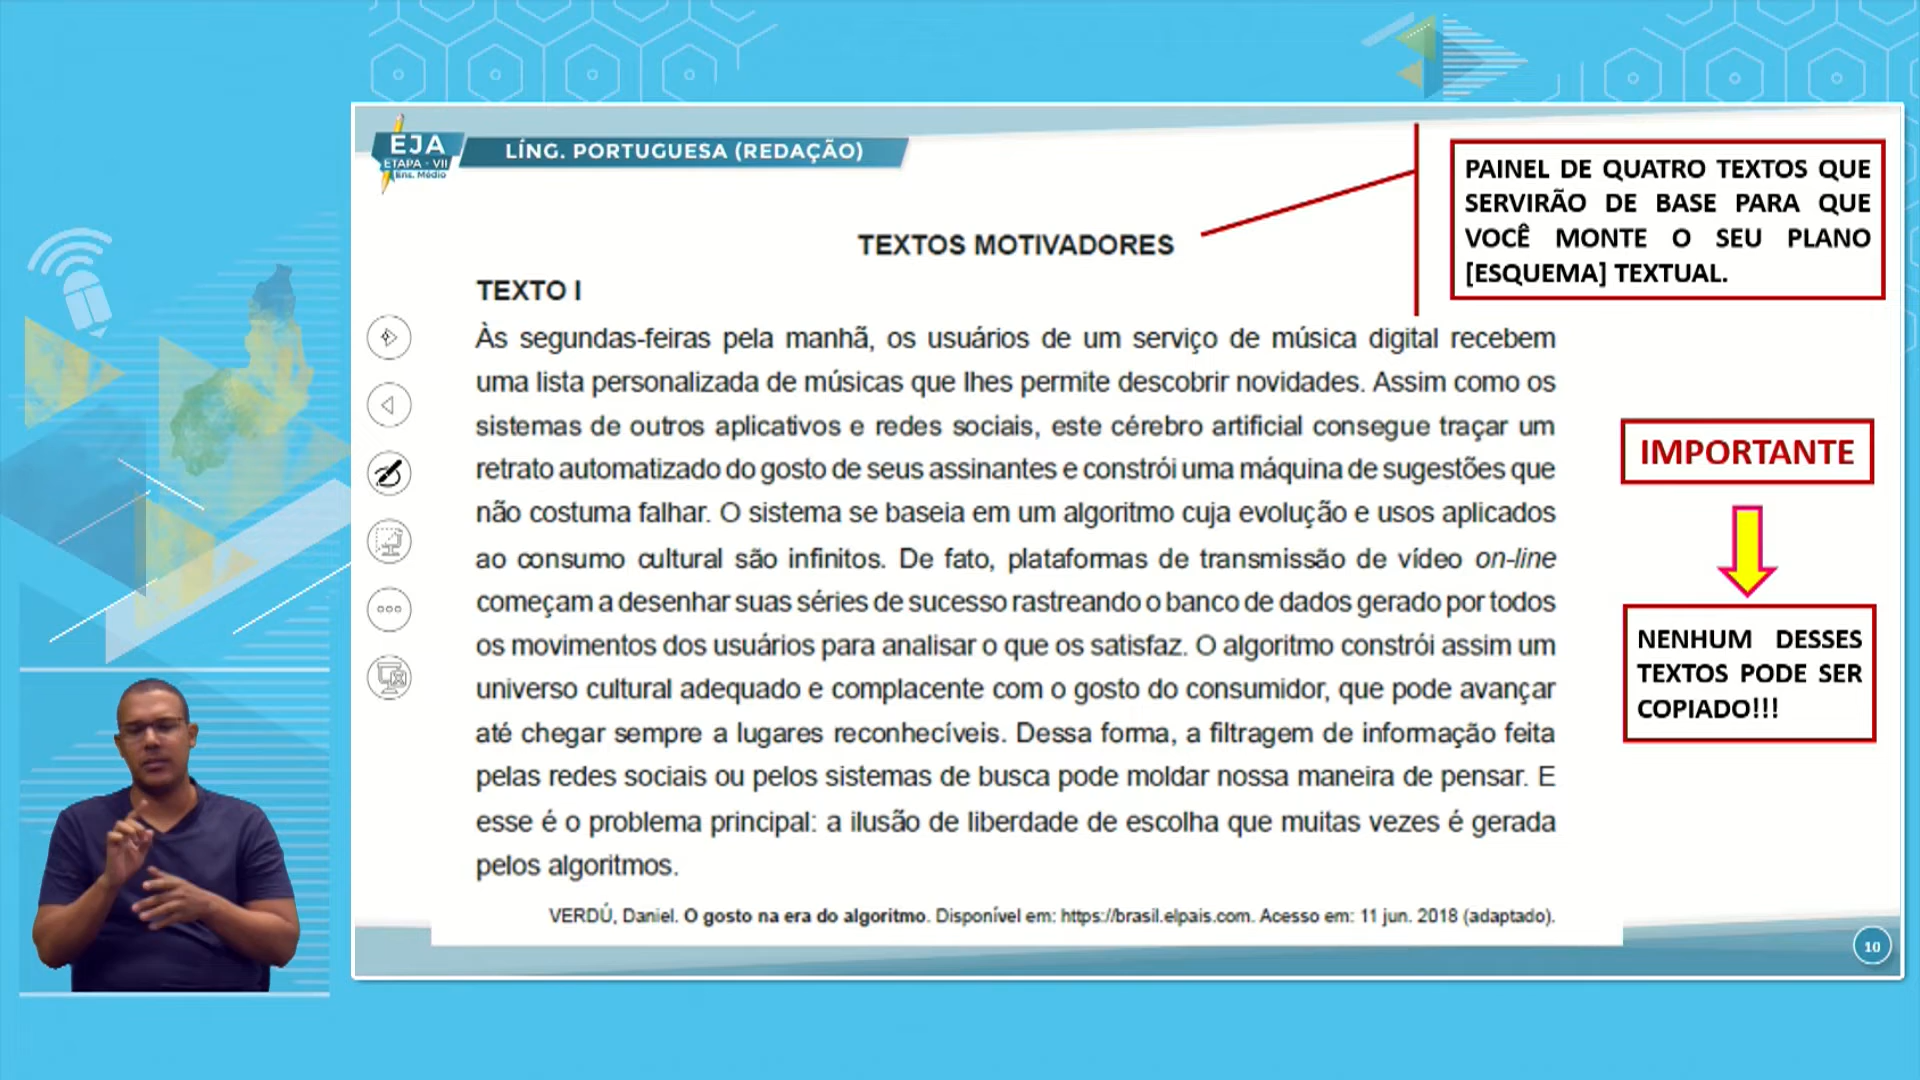 EJA
ETAPA - VII
Ens. Médio
LÍNG. PORTUGUESA (REDAÇÃO)
PAINEL DE QUATRO TEXTOS QUE
SERVIRÃO DE BASE PARA QUE
VOCÊ MONTE O SEU PLANO
[ESQUEMA] TEXTUAL.
TEXTOS MOTIVADORES
TEXTO I
Às segundas-feiras pela manhã, os usuários de um serviço de música digital recebem
uma lista personalizada de músicas que lhes permite descobrir novidades. Assim como os
sistemas de outros aplicativos e redes sociais, este cérebro artificial consegue traçar um
retrato automatizado do gosto de seus assinantes e constrói uma máquina de sugestões que
não costuma falhar. O sistema se baseia em um algoritmo cuja evolução e usos aplicados
ao consumo cultural são infinitos. De fato, plataformas de transmissão de vídeo on-line
começam a desenhar suas séries de sucesso rastreando o banco de dados gerado por todos
os movimentos dos usuários para analisar o que os satisfaz. O algoritmo constrói assim um
universo cultural adequado e complacente com o gosto do consumidor, que pode avançar
até chegar sempre a lugares reconhecíveis. Dessa forma, a filtragem de informação feita
pelas redes sociais ou pelos sistemas de busca pode moldar nossa maneira de pensar. E
esse é o problema principal: a ilusão de liberdade de escolha que muitas vezes é gerada
pelos algoritmos.
VERDÚ, Daniel. O gosto na era do algoritmo. Disponível em: https://brasil.elpais.com. Acesso em: 11 jun. 2018 (adaptado).
IMPORTANTE
NENHUM DESSES
TEXTOS PODE SER
COPIADO!!!
10